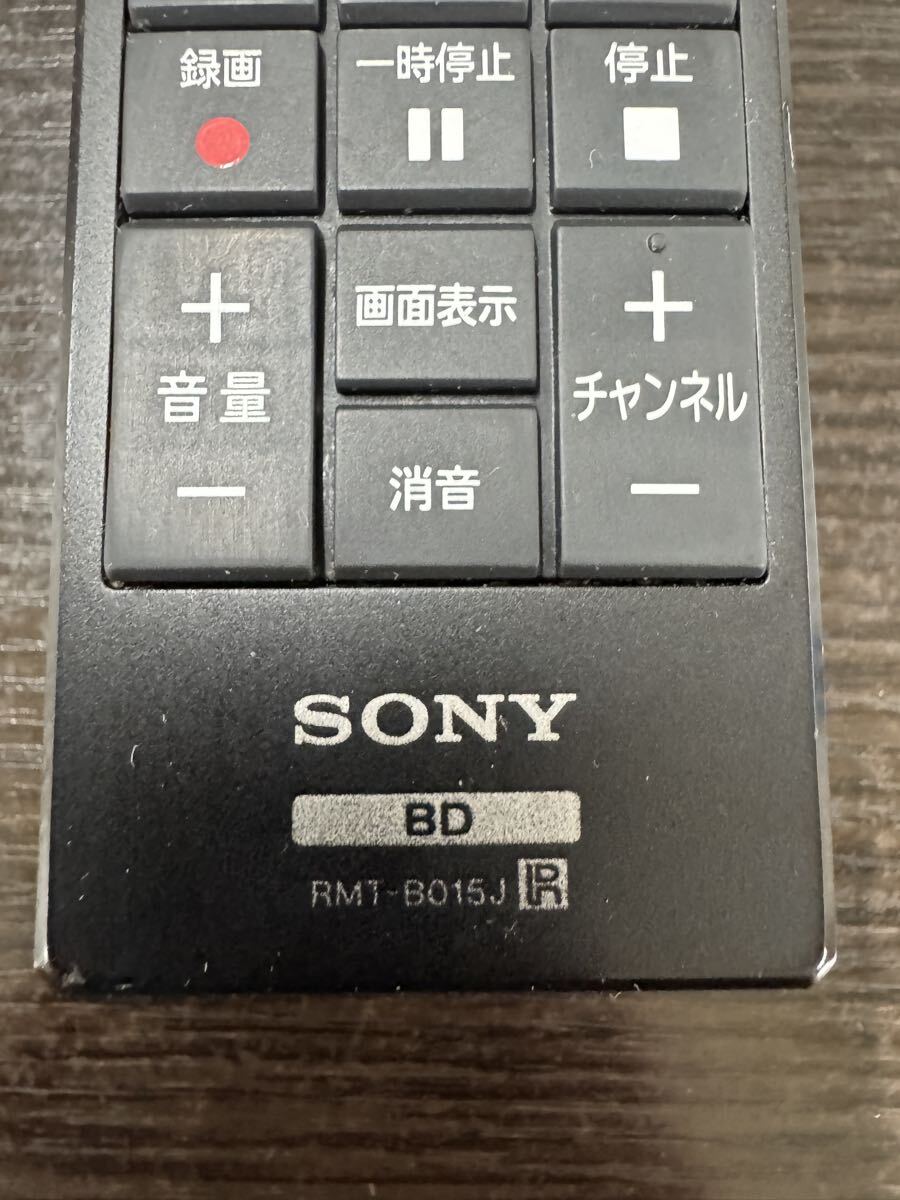 録画 一時停止 停止
+ 画面表示 +
音量 チャンネル
- 消音 -
SONY
BD
RMT-B015J R